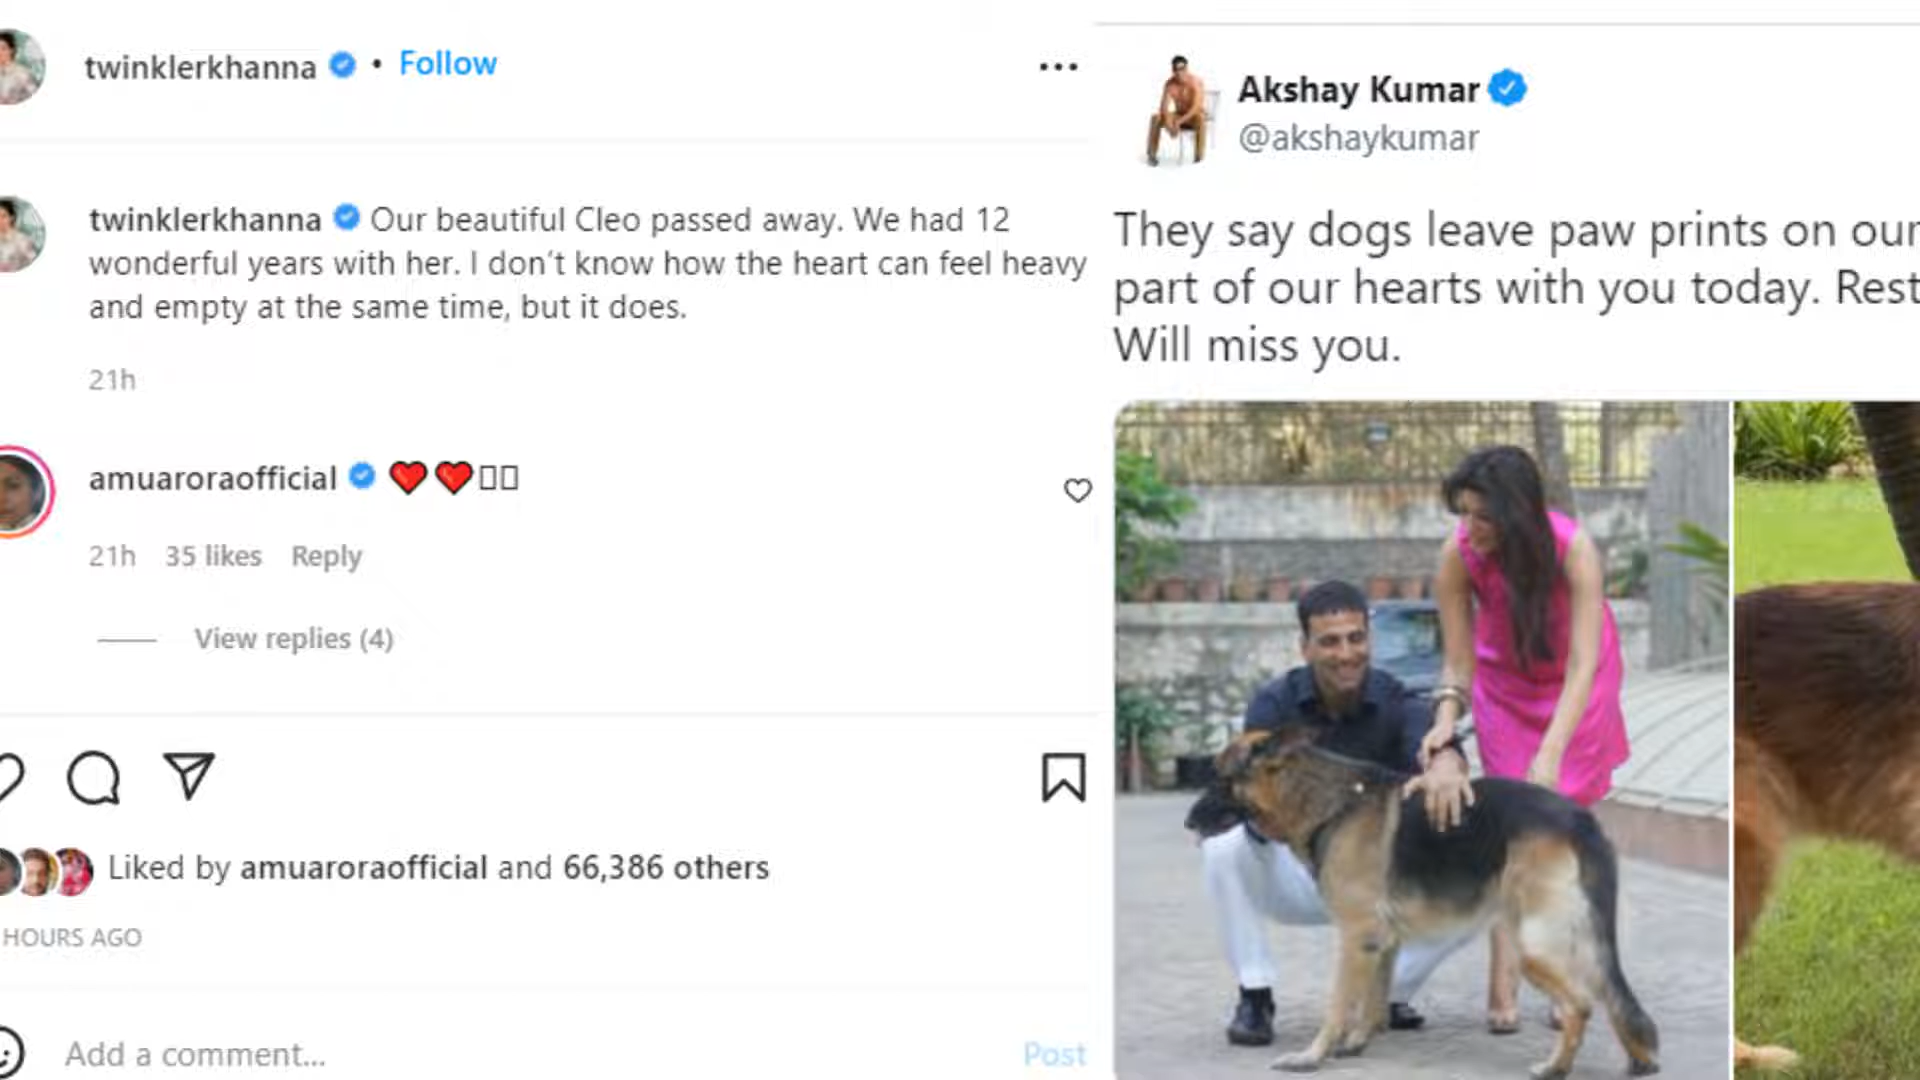 twinklerkhanna • Follow
twinklerkhanna Our beautiful Cleo passed away. We had 12
wonderful years with her. I don't know how the heart can feel heavy
and empty at the same time, but it does.
21h
amuaroraofficial ❤️❤️
21h 35 likes Reply
View replies (4)
Liked by amuaroraofficial and 66,386 others
HOURS AGO
Add a comment... Post
Akshay Kumar
@akshaykumar
They say dogs leave paw prints on our
part of our hearts with you today. Rest
Will miss you.